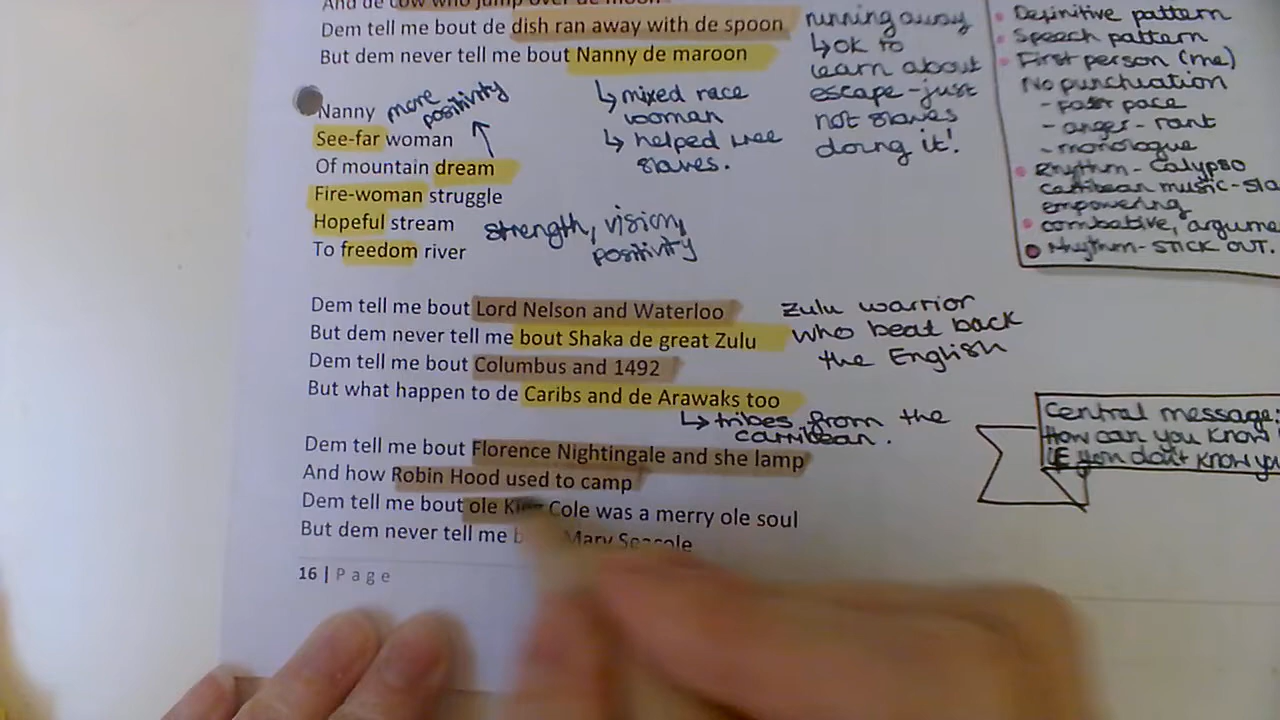 Dem tell me bout de dish ran away with de spoon
But dem never tell me bout Nanny de maroon
Nanny
See-far woman
Of mountain dream
Fire-woman struggle
Hopeful stream
To freedom river
more
positivity
↳ mixed race
woman
↳ helped free
slaves.
running away
↳ ok to
learn about
escape - just
not slaves
doing it!
strength, vision,
positivity
Definitive pattern
Speech pattern
First person (me)
No punctuation
- fast pace
- anger - rant
- monologue
Rhythm - Calypso
Carribean music -
empowering
combative,
Rhythm - STICK OUT.
Dem tell me bout Lord Nelson and Waterloo
But dem never tell me bout Shaka de great Zulu
Dem tell me bout Columbus and 1492
But what happen to de Caribs and de Arawaks too
Zulu warrior
who beat back
the English
↳ tribes from the
carribean.
Central message:
How can you know
if you don't know
Dem tell me bout Florence Nightingale and she lamp
And how Robin Hood used to camp
Dem tell me bout ole King Cole was a merry ole soul
But dem never tell me Mary Seacole
16 | Page